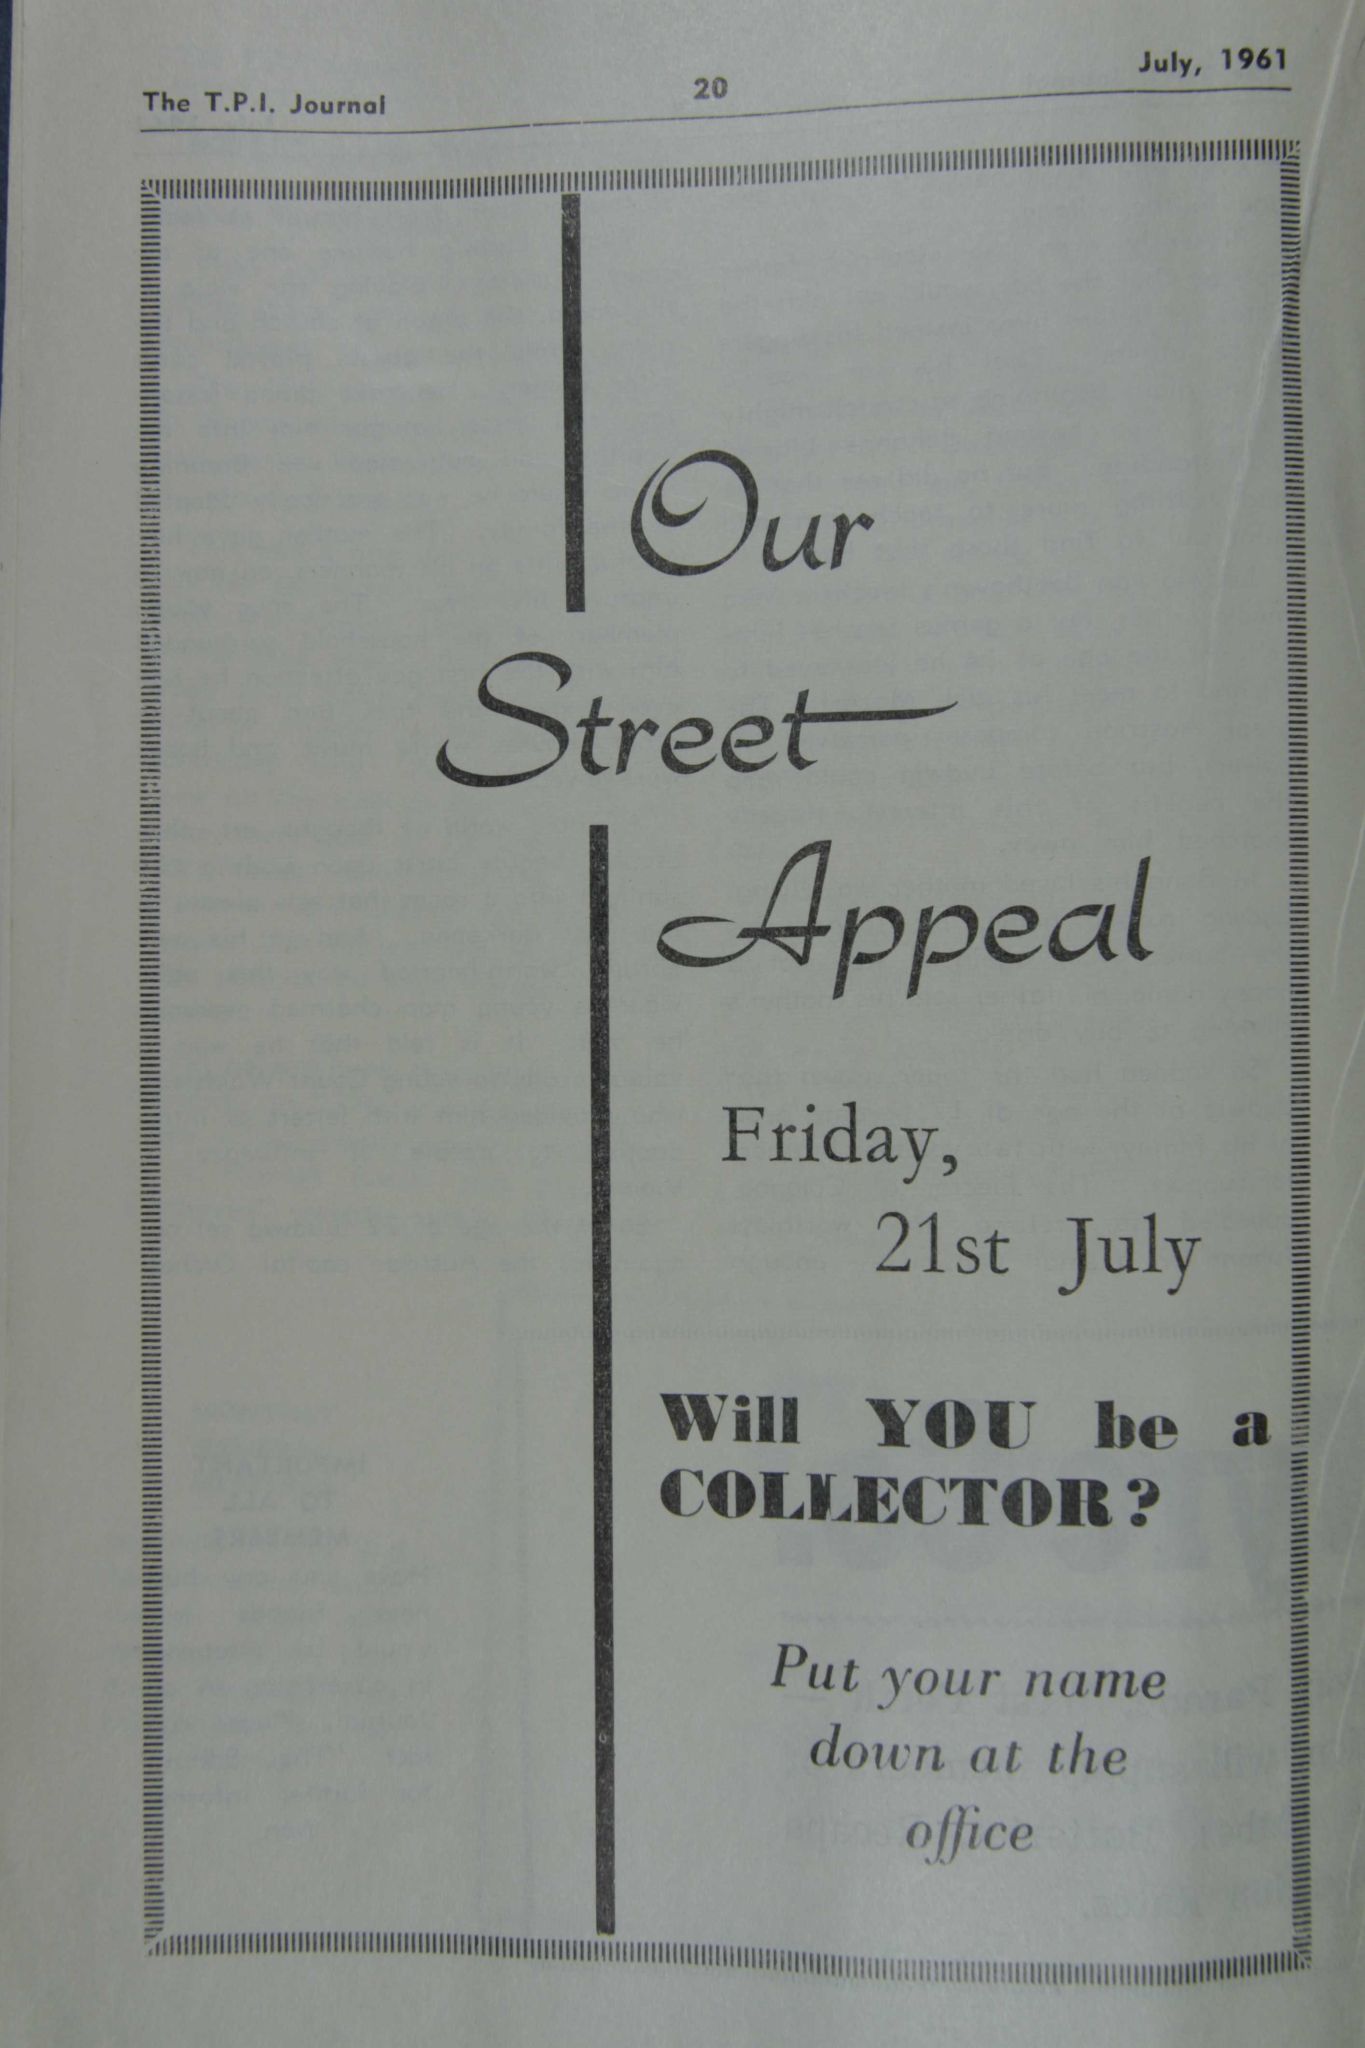 The T.P.I. Journal 20 July, 1961
Our
Street
Appeal
Friday,
21st July
Will YOU be a
COLLECTOR?
Put your name
down at the
office